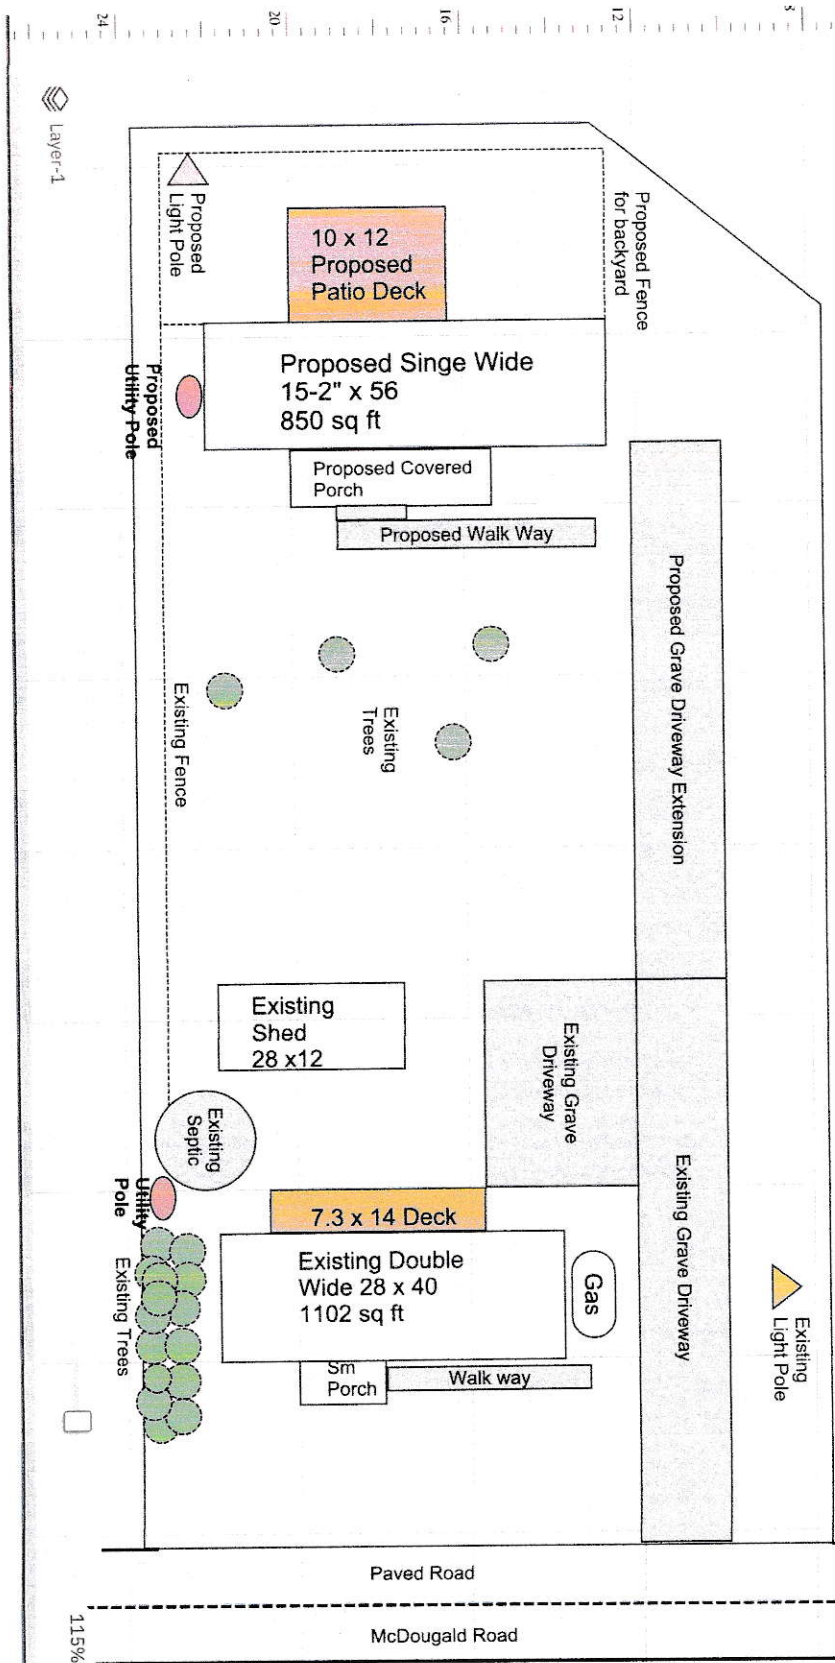 24
20
16
12
8
Layer-1
Proposed
Light Pole
10 x 12
Proposed
Patio Deck
Proposed Fence
for backyard
Proposed Singe Wide
15-2" x 56
850 sq ft
Proposed
Utility Pole
Proposed Covered
Porch
Proposed Walk Way
Proposed Grave Driveway Extension
Existing
Trees
Existing Fence
Existing
Shed
28 x12
Existing Grave
Driveway
Existing Grave Driveway
Existing
Septic
Utility
Pole
7.3 x 14 Deck
Existing Double
Wide 28 x 40
1102 sq ft
Gas
Existing
Light Pole
Existing Trees
Sm
Porch
Walk way
Paved Road
McDougald Road
115%